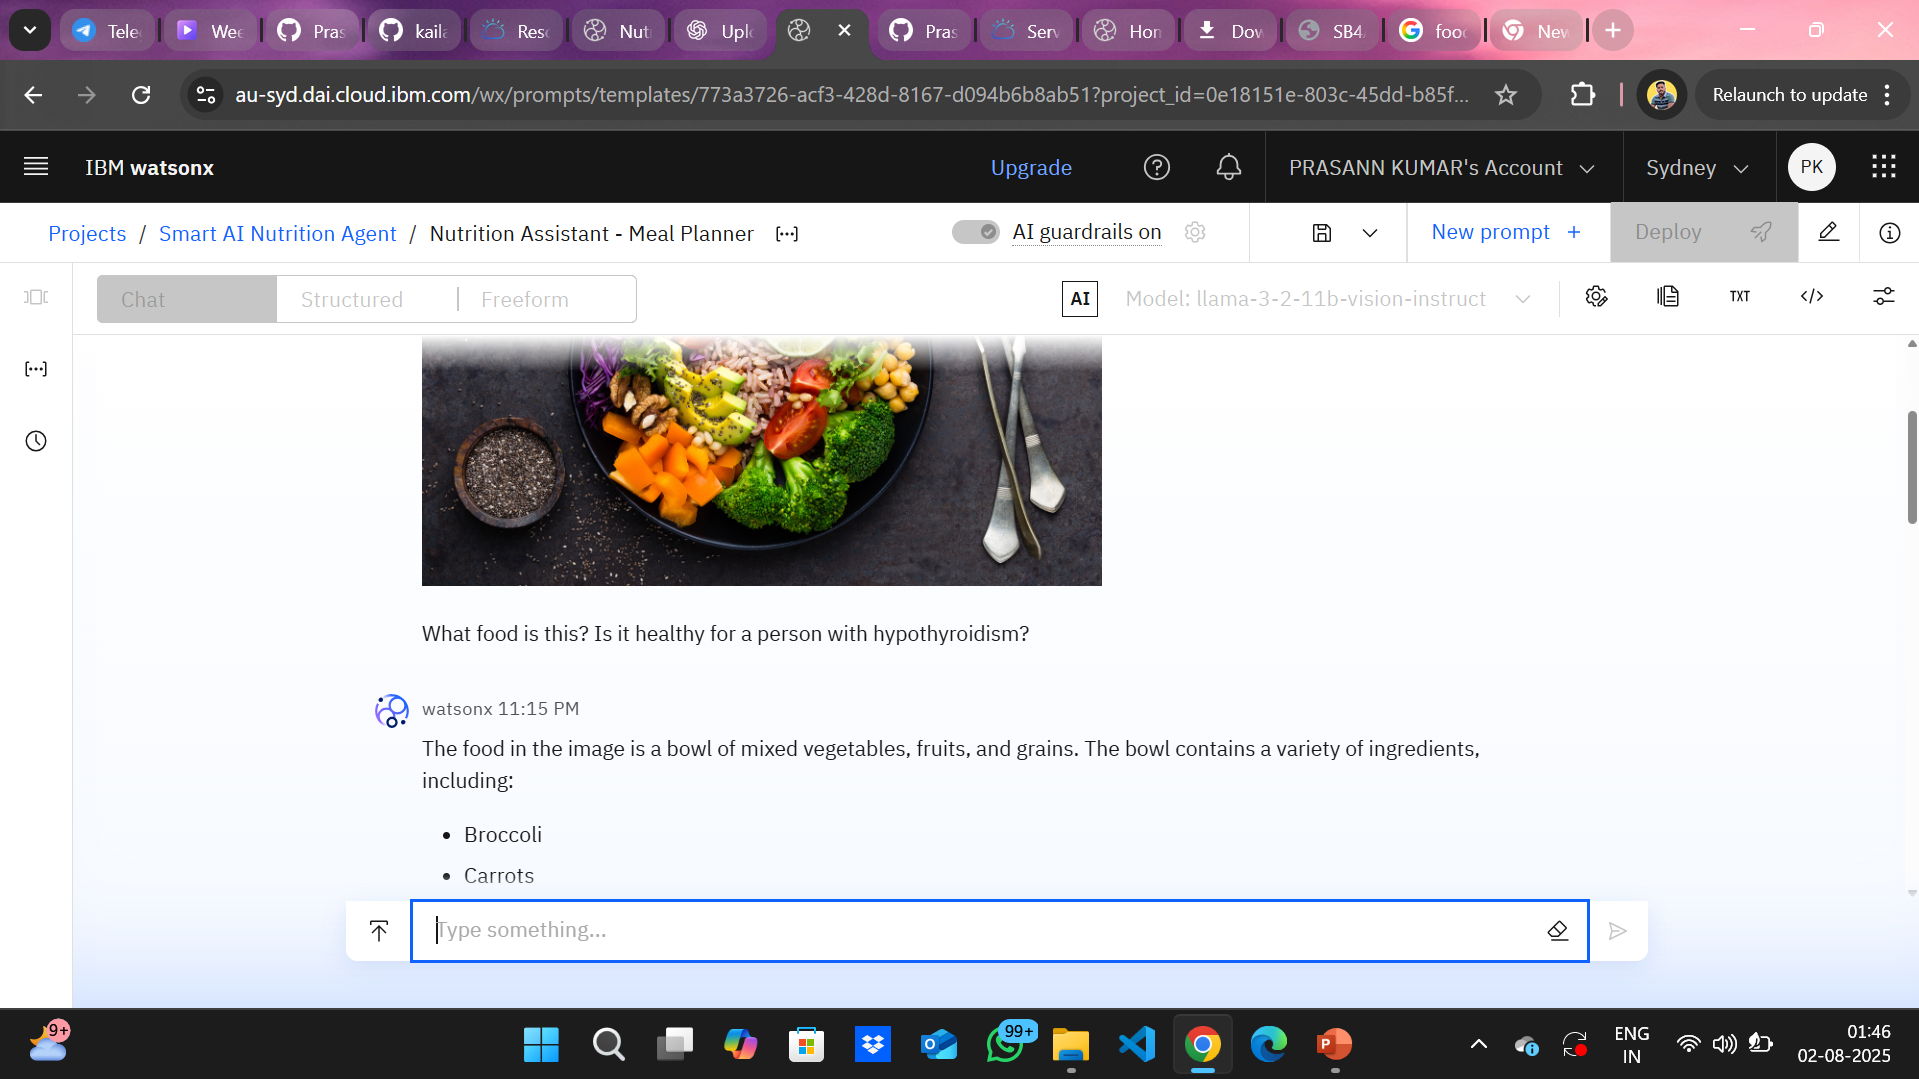 Telec
Wee
Pras
kaila
Reso
Nutr
Uplo
Pras
Serv
Hom
Dow
SB4A
food
New
au-syd.dai.cloud.ibm.com/wx/prompts/templates/773a3726-acf3-428d-8167-d094b6b8ab51?project_id=0e18151e-803c-45dd-b85f...
Relaunch to update
IBM watsonx
Upgrade
PRASANN KUMAR's Account
Sydney
PK
Projects / Smart AI Nutrition Agent / Nutrition Assistant - Meal Planner
AI guardrails on
New prompt +
Deploy
Chat
Structured
Freeform
AI
Model: llama-3-2-11b-vision-instruct
TXT
What food is this? Is it healthy for a person with hypothyroidism?
watsonx 11:15 PM
The food in the image is a bowl of mixed vegetables, fruits, and grains. The bowl contains a variety of ingredients,
including:
• Broccoli
• Carrots
Type something...
9+
99+
ENG
IN
01:46
02-08-2025